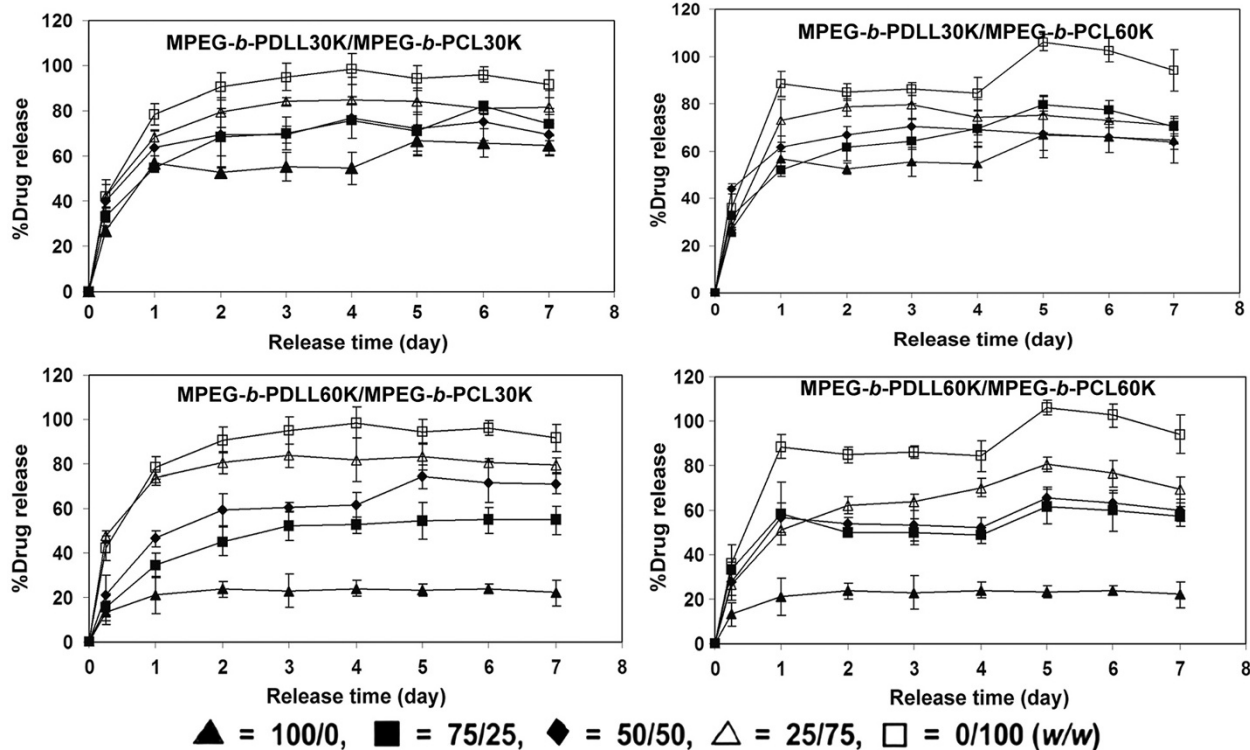 MPEG-b-PDLL30K/MPEG-b-PCL30K
%Drug release
120
100
80
60
40
20
0
0 1 2 3 4 5 6 7 8
Release time (day)
MPEG-b-PDLL30K/MPEG-b-PCL60K
%Drug release
120
100
80
60
40
20
0
0 1 2 3 4 5 6 7 8
Release time (day)
MPEG-b-PDLL60K/MPEG-b-PCL30K
%Drug release
120
100
80
60
40
20
0
0 1 2 3 4 5 6 7 8
Release time (day)
MPEG-b-PDLL60K/MPEG-b-PCL60K
%Drug release
120
100
80
60
40
20
0
0 1 2 3 4 5 6 7 8
Release time (day)
▲ = 100/0, ■ = 75/25, ◆ = 50/50, △ = 25/75, □ = 0/100 (w/w)